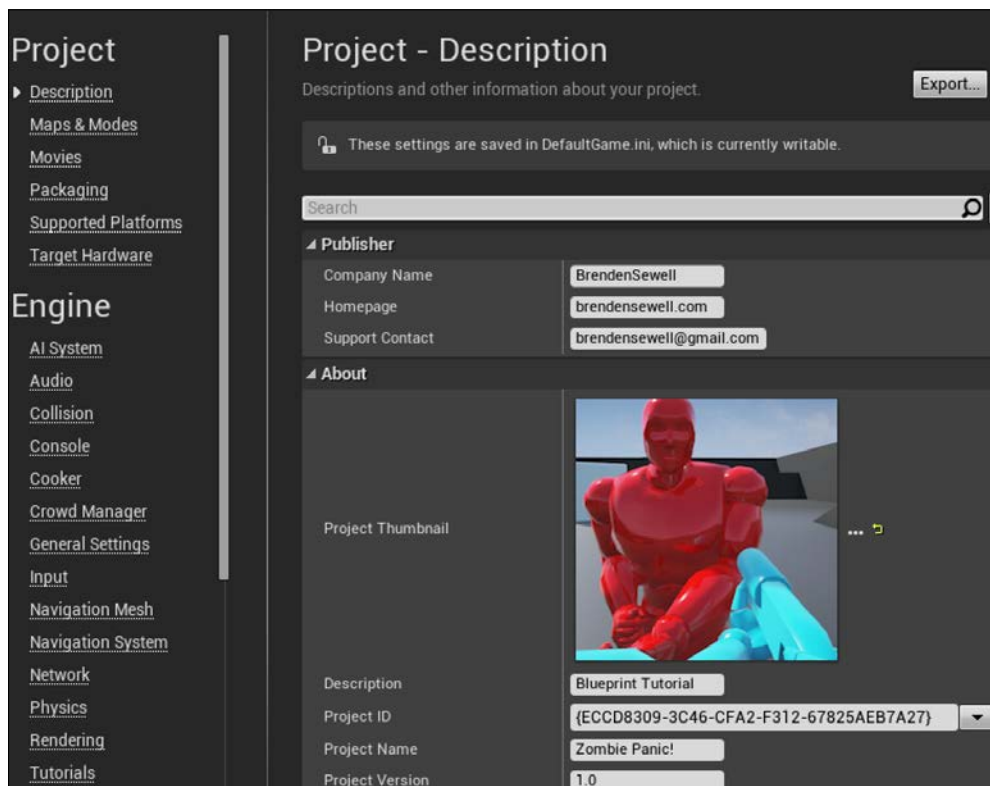 Project
Description
Maps & Modes
Movies
Packaging
Supported Platforms
Target Hardware
Engine
AI System
Audio
Collision
Console
Cooker
Crowd Manager
General Settings
Input
Navigation Mesh
Navigation System
Network
Physics
Rendering
Tutorials
Project - Description
Descriptions and other information about your project.
Export...
These settings are saved in DefaultGame.ini, which is currently writable.
Search
Publisher
Company Name BrendenSewell
Homepage brendensewell.com
Support Contact brendensewell@gmail.com
About
Project Thumbnail ...
Description Blueprint Tutorial
Project ID {ECCD8309-3C46-CFA2-F312-67825AEB7A27}
Project Name Zombie Panic!
Project Version 1.0